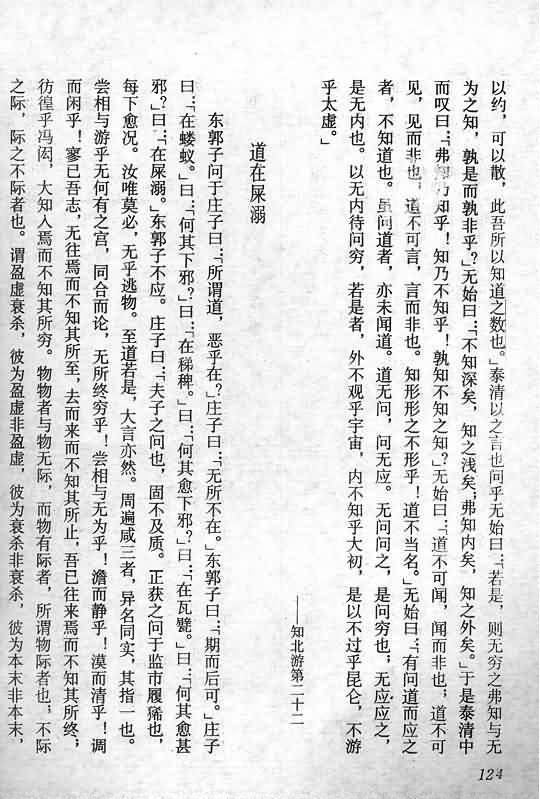 以约，可以散，此吾所以知道之数也。」泰清以之言也问乎无始曰：「若是，则无穷之弗知与无
为之知，孰是而孰非乎？」无始曰：「不知深矣，知之浅矣；弗知内矣，知之外矣。」于是泰清中
而叹曰：「弗知乃知乎！知乃不知乎！孰知不知之知？」无始曰：「道不可闻，闻而非也；道不可
见，见而非也；道不可言，言而非也。知形形之不形乎！道不当名。」无始曰：「有问道而应之
者，不知道也。虽问道者，亦未闻道。道无问，问无应。无问问之，是问穷也；无应应之，
是无内也。以无内待问穷，若是者，外不观乎宇宙，内不知乎大初，是以不过乎昆仑，不游
乎太虚。」
——知北游第二十二
道在屎溺
东郭子问于庄子曰：「所谓道，恶乎在？」庄子曰：「无所不在。」东郭子曰：「期而后可。」庄子
曰：「在蝼蚁。」曰：「何其下邪？」曰：「在稊稗。」曰：「何其愈下邪？」曰：「在瓦甓。」曰：「何其愈甚
邪？」曰：「在屎溺。」东郭子不应。庄子曰：「夫子之问也，固不及质。正获之问于监市履狶也，
每下愈况。汝唯莫必，无乎逃物。至道若是，大言亦然。周遍咸三者，异名同实，其指一也。
尝相与游乎无何有之宫，同合而论，无所终穷乎！尝相与无为乎！澹而静乎！漠而清乎！调
而闲乎！寥已吾志，无往焉而不知其所至，去而来而不知其所止，吾已往来焉而不知其所终；
彷徨乎冯闳，大知入焉而不知其所穷。物物者与物无际，而物有际者，所谓物际者也；不际
之际，际之不际者也。谓盈虚衰杀，彼为盈虚非盈虚，彼为衰杀非衰杀，彼为本末非本末，
124